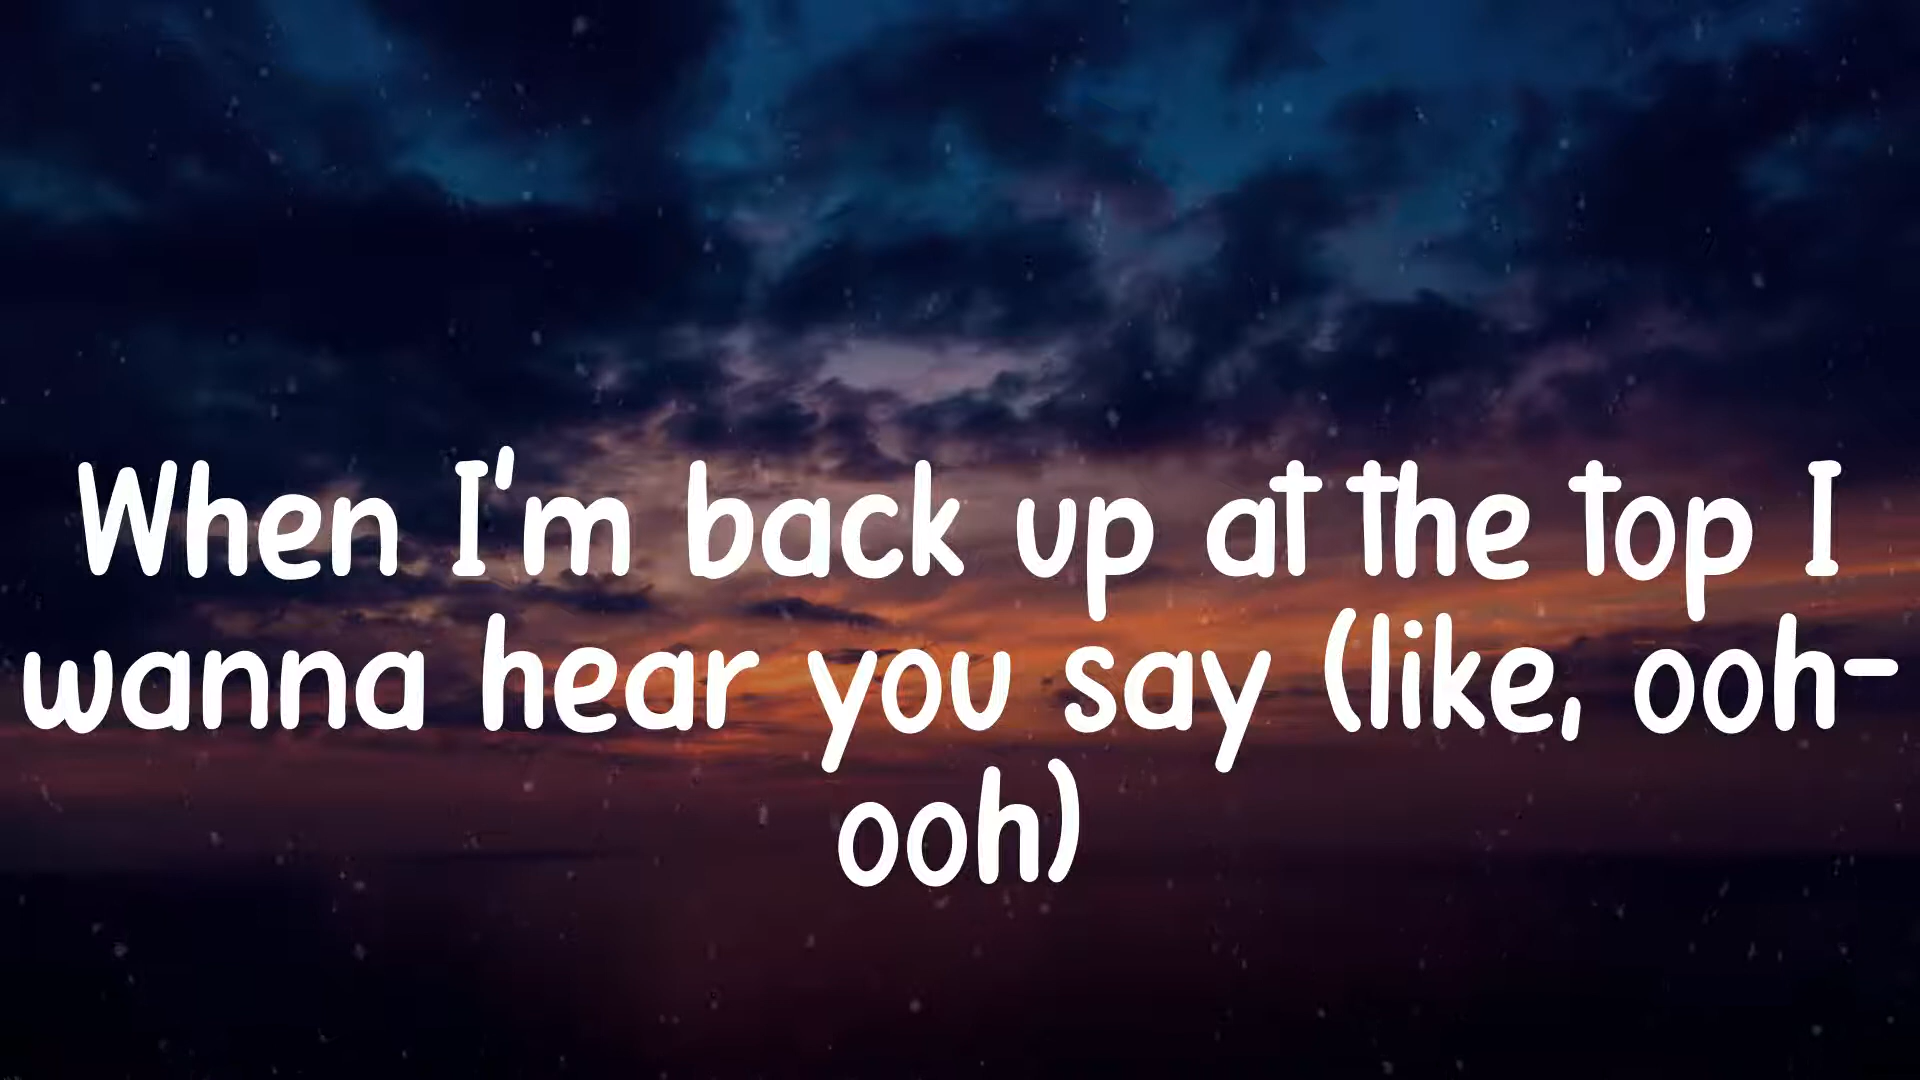 When I'm back up at the top I
wanna hear you say (like, ooh-
ooh)